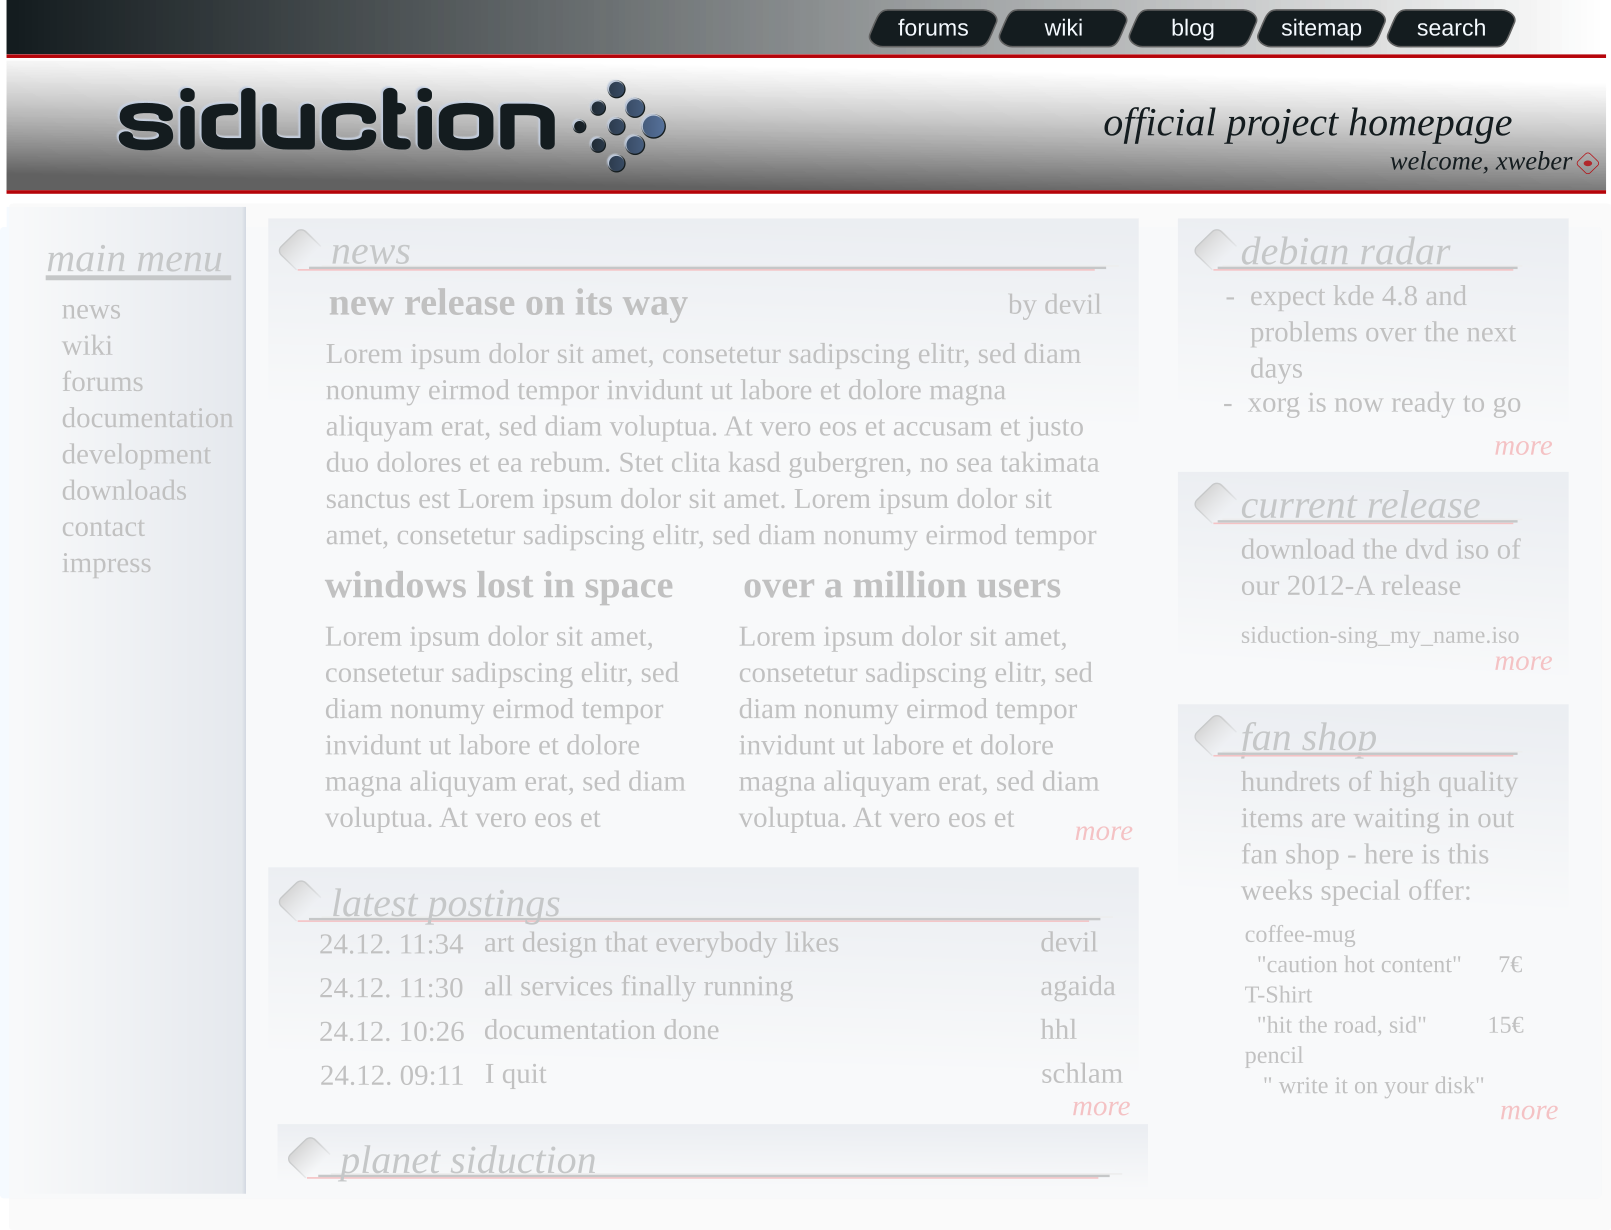 forums wiki blog sitemap search
siduction
official project homepage
welcome, xweber
main menu
news
wiki
forums
documentation
development
downloads
contact
impress
news
new release on its way by devil
Lorem ipsum dolor sit amet, consetetur sadipscing elitr, sed diam
nonumy eirmod tempor invidunt ut labore et dolore magna
aliquyam erat, sed diam voluptua. At vero eos et accusam et justo
duo dolores et ea rebum. Stet clita kasd gubergren, no sea takimata
sanctus est Lorem ipsum dolor sit amet. Lorem ipsum dolor sit
amet, consetetur sadipscing elitr, sed diam nonumy eirmod tempor
windows lost in space
Lorem ipsum dolor sit amet,
consetetur sadipscing elitr, sed
diam nonumy eirmod tempor
invidunt ut labore et dolore
magna aliquyam erat, sed diam
voluptua. At vero eos et
over a million users
Lorem ipsum dolor sit amet,
consetetur sadipscing elitr, sed
diam nonumy eirmod tempor
invidunt ut labore et dolore
magna aliquyam erat, sed diam
voluptua. At vero eos et
more
latest postings
24.12. 11:34 art design that everybody likes devil
24.12. 11:30 all services finally running agaida
24.12. 10:26 documentation done hhl
24.12. 09:11 I quit schlam
more
planet siduction
debian radar
- expect kde 4.8 and
problems over the next
days
- xorg is now ready to go
more
current release
download the dvd iso of
our 2012-A release
siduction-sing_my_name.iso
more
fan shop
hundrets of high quality
items are waiting in out
fan shop - here is this
weeks special offer:
coffee-mug
"caution hot content" 7€
T-Shirt
"hit the road, sid" 15€
pencil
" write it on your disk"
more